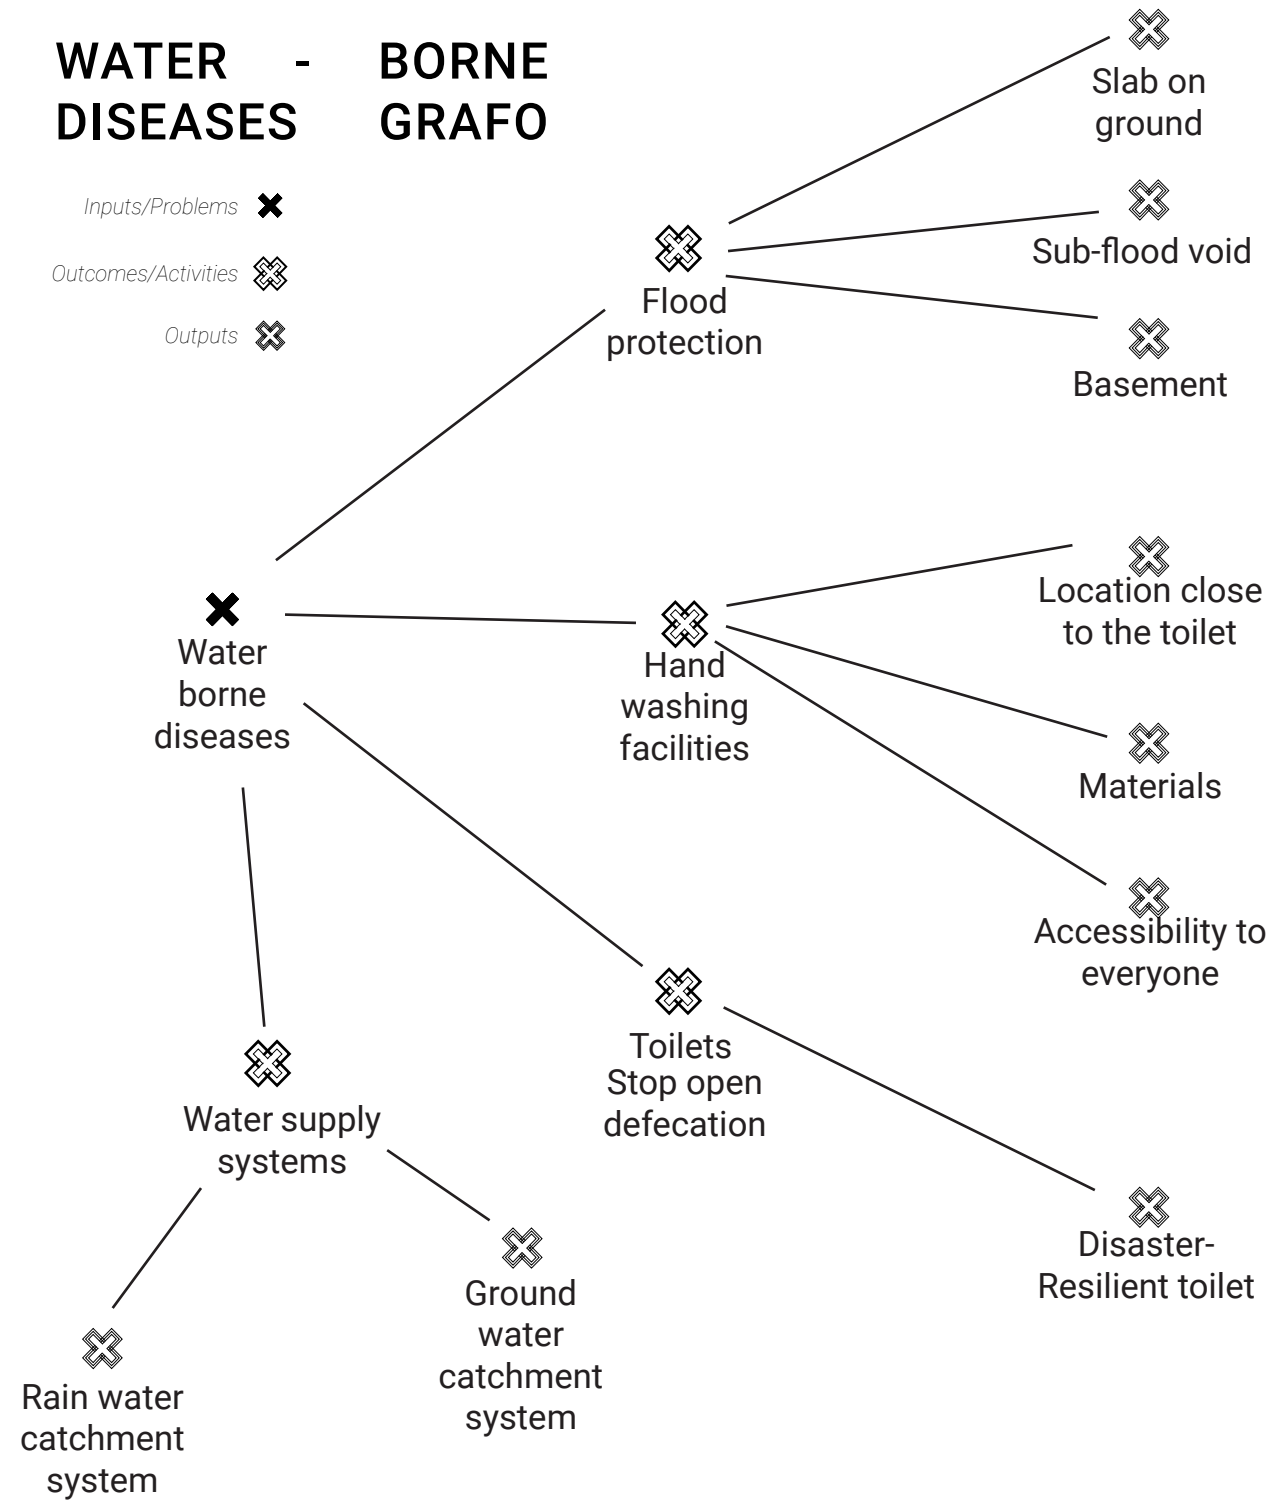 WATER - BORNE
DISEASES GRAFO
Inputs/Problems
Outcomes/Activities
Outputs
Slab on
ground
Sub-flood void
Basement
Flood
protection
Location close
to the toilet
Materials
Accessibility to
everyone
Hand
washing
facilities
Water
borne
diseases
Toilets
Stop open
defecation
Disaster-
Resilient toilet
Water supply
systems
Ground
water
catchment
system
Rain water
catchment
system